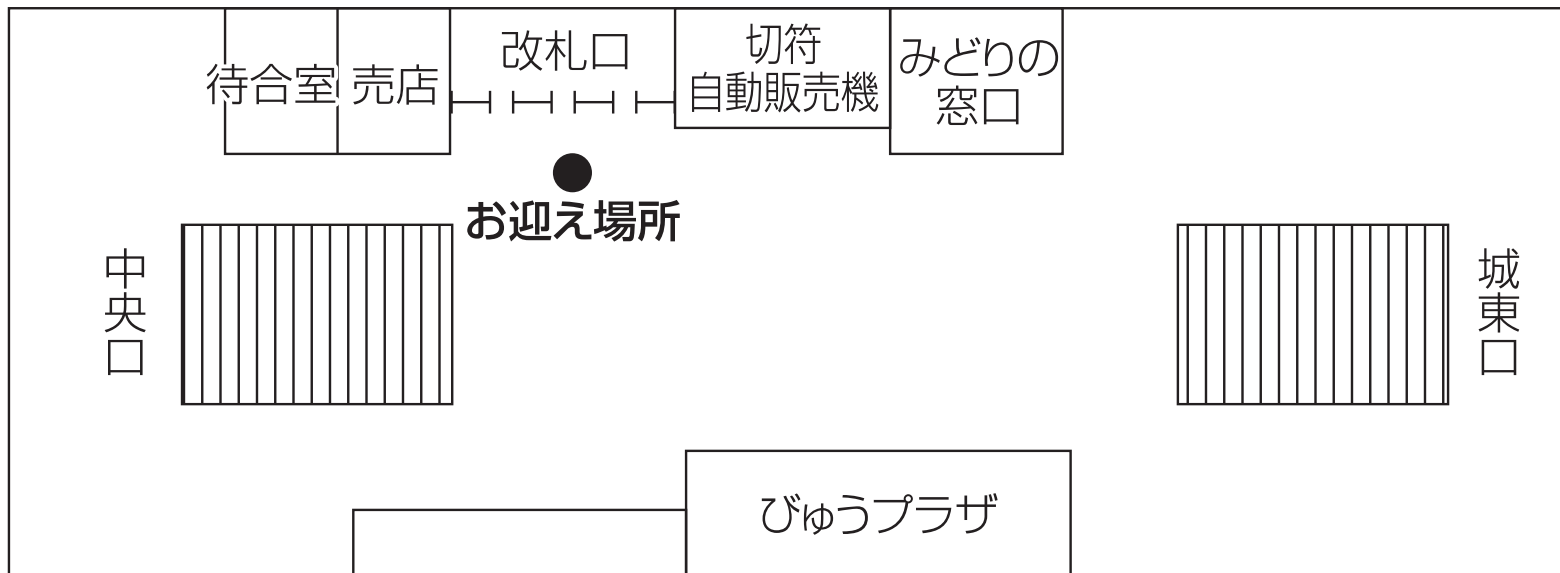 待合室
売店
改札口
切符
自動販売機
みどりの
窓口
お迎え場所
中央口
城東口
びゅうプラザ